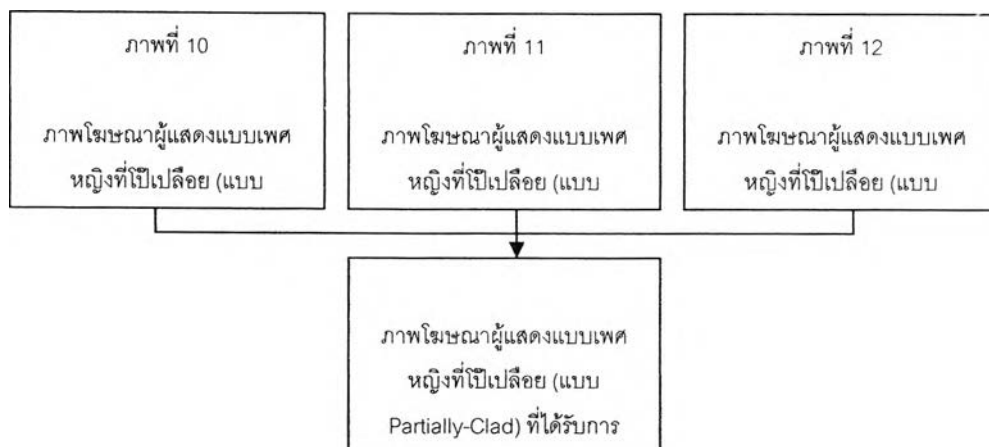 ภาพที่ 10
ภาพโฆษณาผู้แสดงแบบเพศ
หญิงที่โป๊เปลือย (แบบ
ภาพที่ 11
ภาพโฆษณาผู้แสดงแบบเพศ
หญิงที่โป๊เปลือย (แบบ
ภาพที่ 12
ภาพโฆษณาผู้แสดงแบบเพศ
หญิงที่โป๊เปลือย (แบบ
ภาพโฆษณาผู้แสดงแบบเพศ
หญิงที่โป๊เปลือย (แบบ
Partially-Clad) ที่ได้รับการ